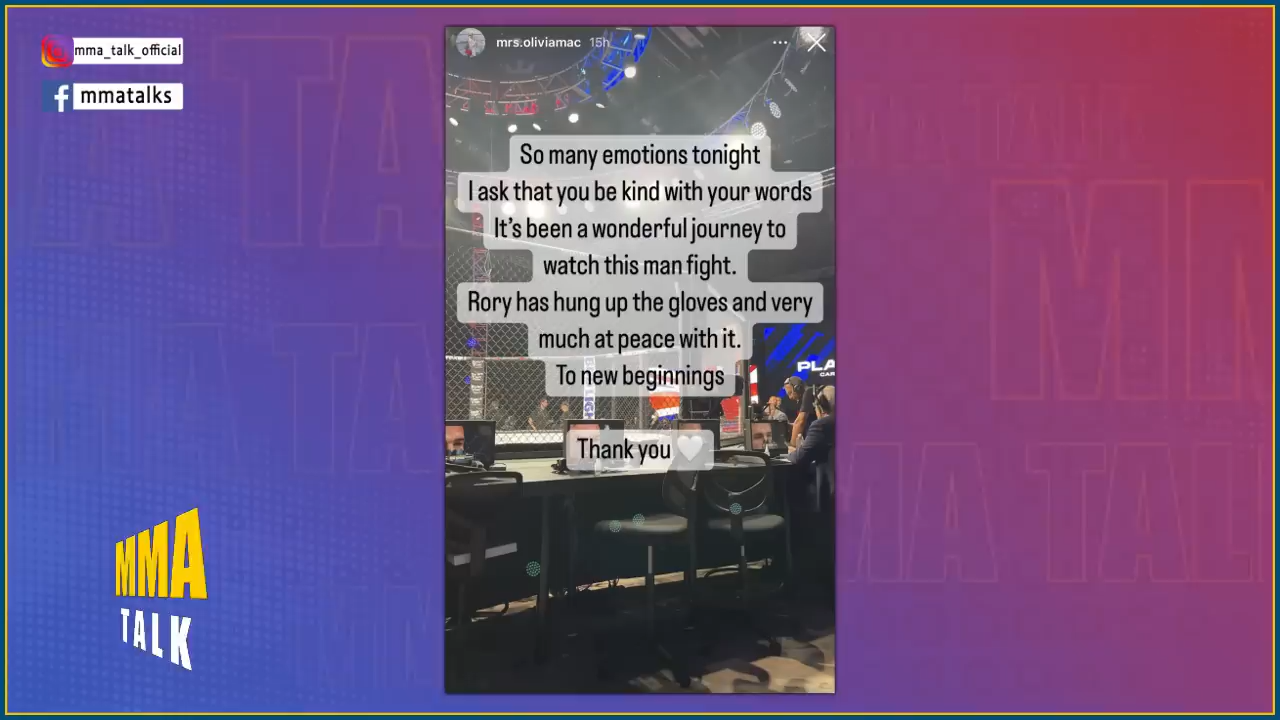 mma_talk_official
mmatalks
mrs.oliviamac 15h
So many emotions tonight
I ask that you be kind with your words
It's been a wonderful journey to
watch this man fight.
Rory has hung up the gloves and very
much at peace with it.
To new beginnings
Thank you 🤍
PLA
MMA
TALK